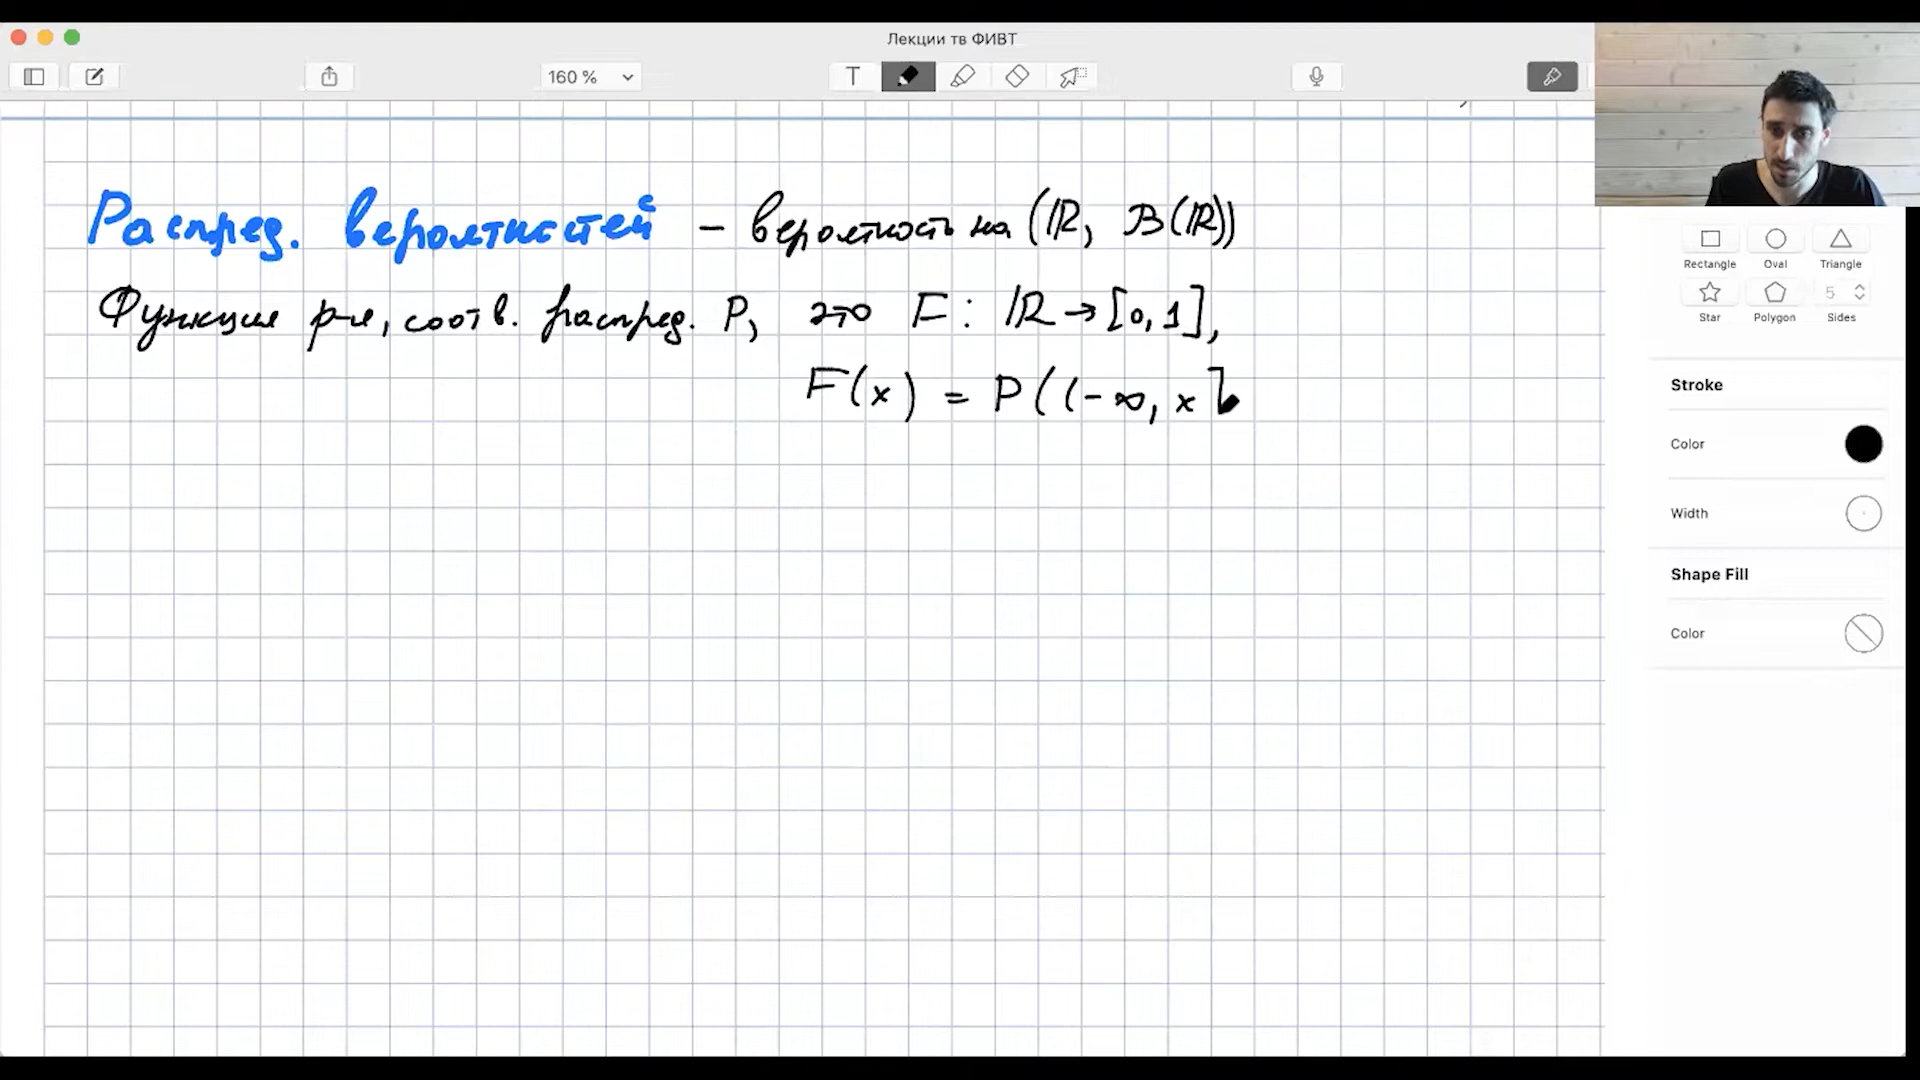 Лекции тв ФИВТ
160 %
T
Распред. вероятностей – вероятность на (ℝ, ℬ(ℝ))
Функция р-я, соотв. распред. P, это F : ℝ → [0, 1],
F(x) = P((-∞, x]
Rectangle Oval Triangle
5
Star Polygon Sides
Stroke
Color
Width
Shape Fill
Color